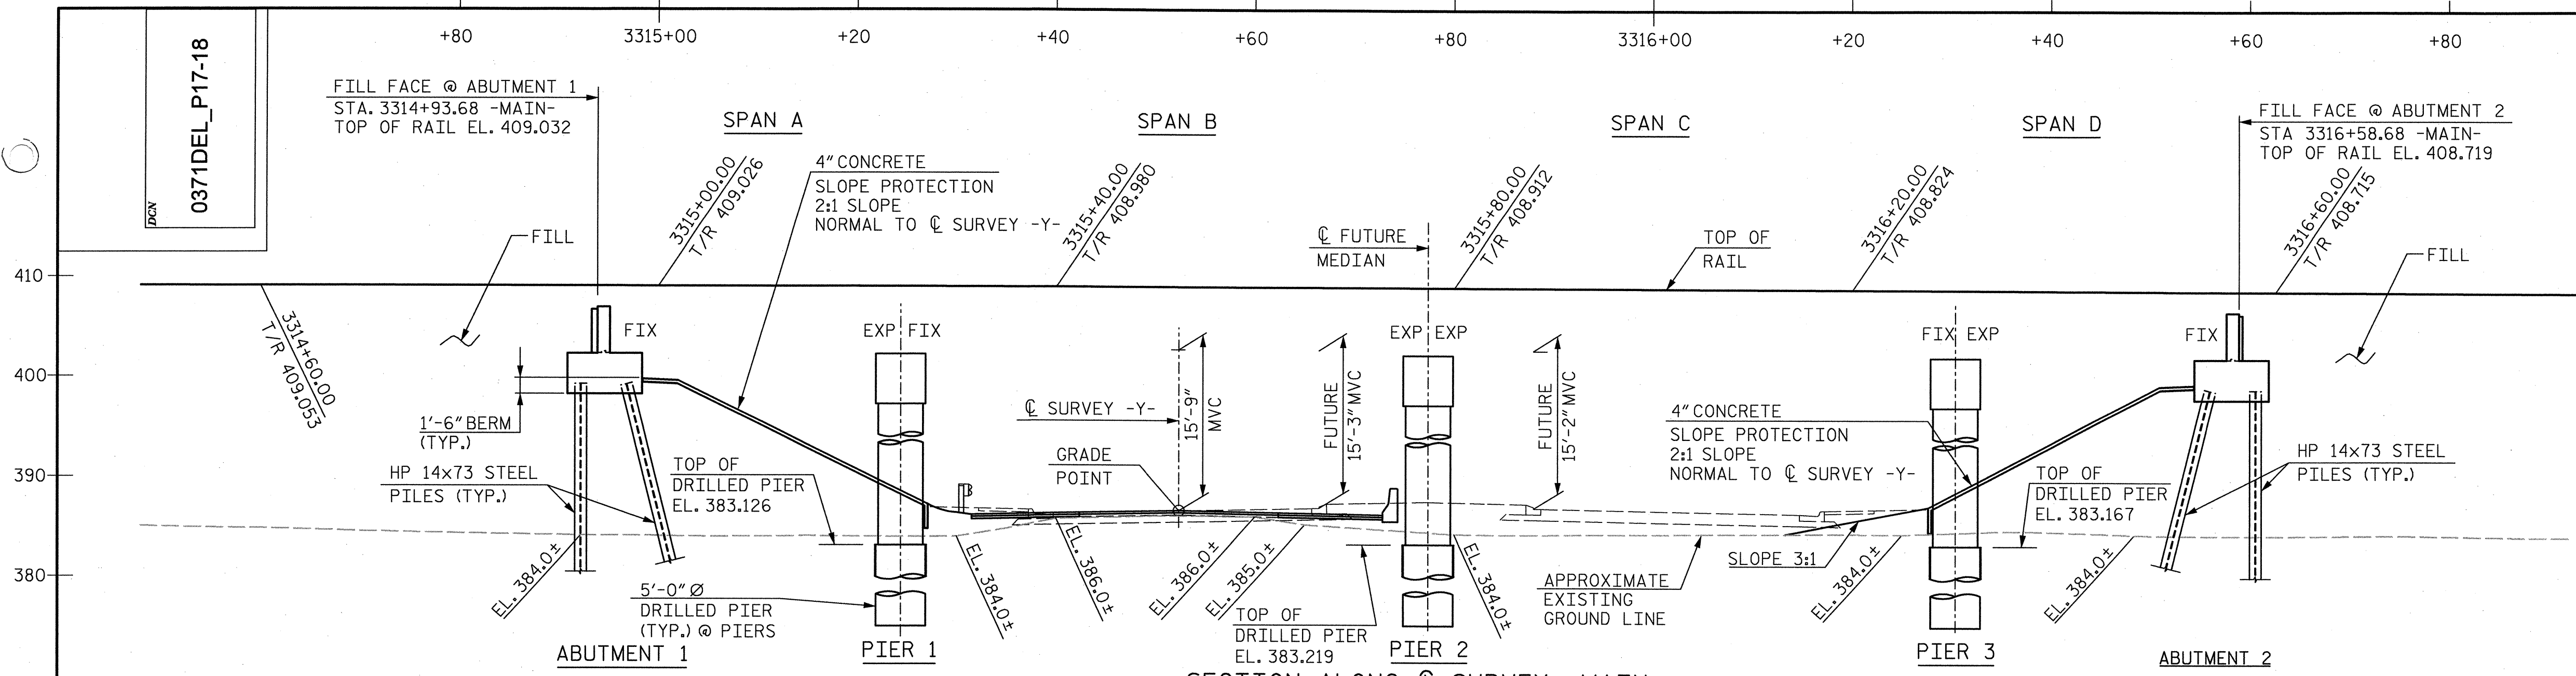 +80
3315+00
+20
+40
+60
+80
3316+00
+20
+40
+60
+80
DCN
0371DEL_P17-18
FILL FACE @ ABUTMENT 1
STA. 3314+93.68 -MAIN-
TOP OF RAIL EL. 409.032
SPAN A
SPAN B
SPAN C
SPAN D
FILL FACE @ ABUTMENT 2
STA 3316+58.68 -MAIN-
TOP OF RAIL EL. 408.719
3315+00.00
T/R 409.026
4" CONCRETE
SLOPE PROTECTION
2:1 SLOPE
NORMAL TO ℄ SURVEY -Y-
3315+40.00
T/R 408.980
℄ FUTURE
MEDIAN
3315+80.00
T/R 408.912
TOP OF
RAIL
3316+20.00
T/R 408.824
3316+60.00
T/R 408.715
FILL
FILL
410
400
390
380
3314+60.00
T/R 409.053
FIX
EXP FIX
EXP EXP
FIX EXP
FIX
1'-6" BERM
(TYP.)
℄ SURVEY -Y-
15'-9"
MVC
FUTURE
15'-3" MVC
FUTURE
15'-2" MVC
4" CONCRETE
SLOPE PROTECTION
2:1 SLOPE
NORMAL TO ℄ SURVEY -Y-
HP 14x73 STEEL
PILES (TYP.)
TOP OF
DRILLED PIER
EL. 383.126
GRADE
POINT
TOP OF
DRILLED PIER
EL. 383.167
HP 14x73 STEEL
PILES (TYP.)
EL. 384.0±
EL. 384.0±
EL. 386.0±
EL. 386.0±
EL. 385.0±
EL. 384.0±
SLOPE 3:1
EL. 384.0±
EL. 384.0±
5'-0" Ø
DRILLED PIER
(TYP.) @ PIERS
TOP OF
DRILLED PIER
EL. 383.219
APPROXIMATE
EXISTING
GROUND LINE
ABUTMENT 1
PIER 1
PIER 2
PIER 3
ABUTMENT 2
SECTION ALONG ℄ SURVEY -MAIN-